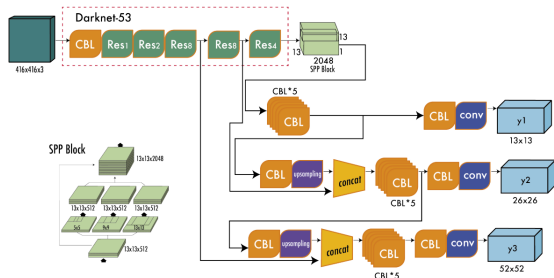 Darknet-53
CBL
Res1
Res2
Res8
Res8
Res4
416x416x3
13
13
1
2048
SPP Block
CBL*5
CBL
CBL
conv
y1
13x13
SPP Block
13x13x2048
13x13x512
13x13x512
13x13x512
5x5
9x9
13x13
13x13x512
CBL
upsampling
concat
CBL
CBL*5
CBL
conv
y2
26x26
CBL
upsampling
concat
CBL
CBL*5
CBL
conv
y3
52x52